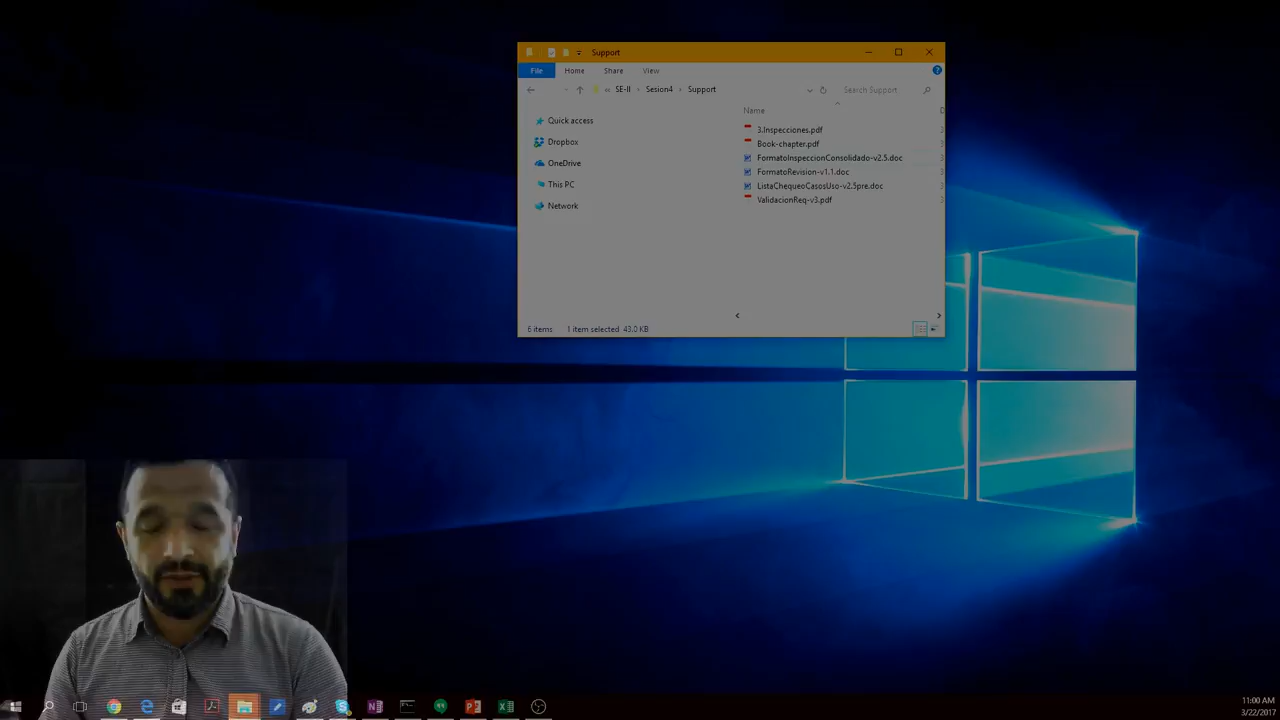 Support
File Home Share View
SE-II Sesion4 Support Search Support
Name
Quick access
Dropbox
OneDrive
This PC
Network
3.Inspecciones.pdf
Book-chapter.pdf
FormatoInspeccionConsolidado-v2.5.doc
FormatoRevision-v1.1.doc
ListaChequeoCasosUso-v2.5pre.doc
ValidacionReq-v3.pdf
6 items 1 item selected 43.0 KB
11:00 AM
3/22/2017